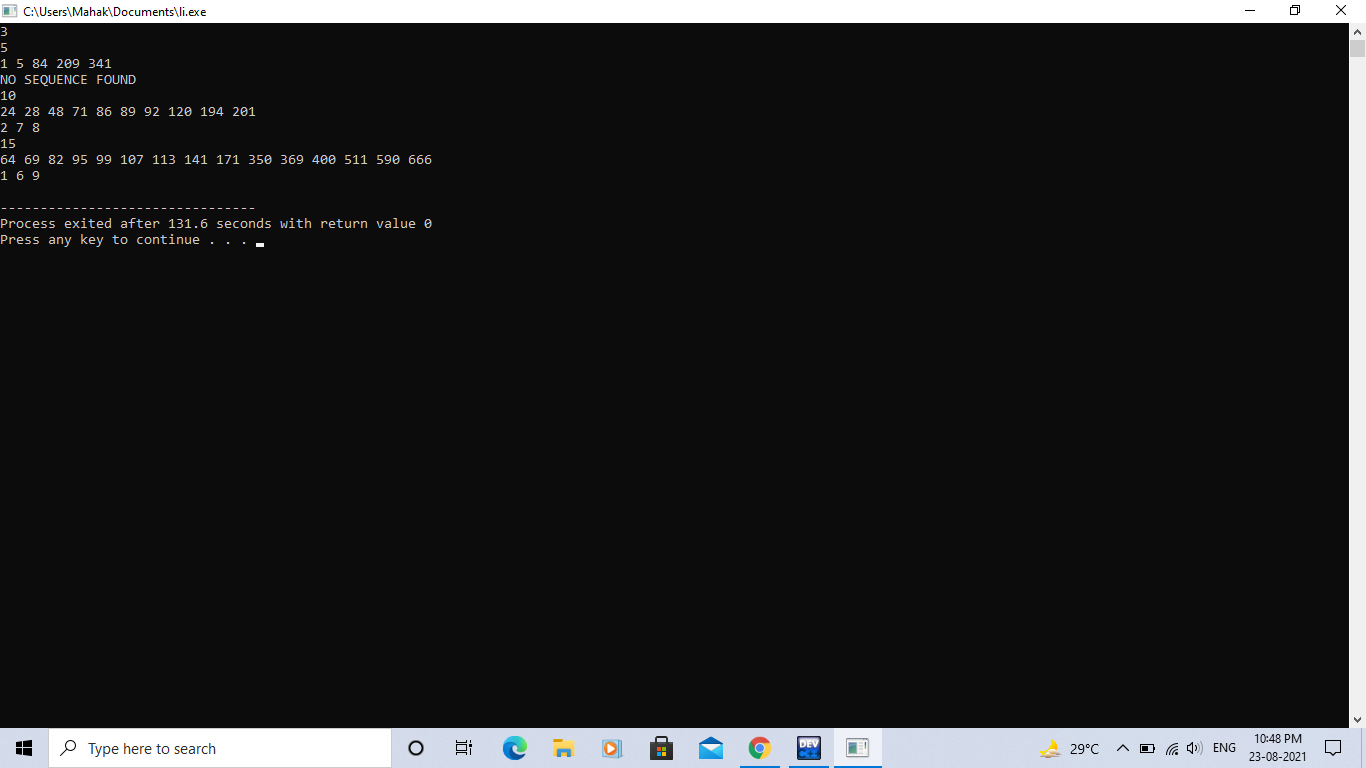 C:\Users\Mahak\Documents\li.exe
3
5
1 5 84 209 341
NO SEQUENCE FOUND
10
24 28 48 71 86 89 92 120 194 201
2 7 8
15
64 69 82 95 99 107 113 141 171 350 369 400 511 590 666
1 6 9
--------------------------------
Process exited after 131.6 seconds with return value 0
Press any key to continue . . .
Type here to search
DEV
C++
29°C
ENG
10:48 PM
23-08-2021